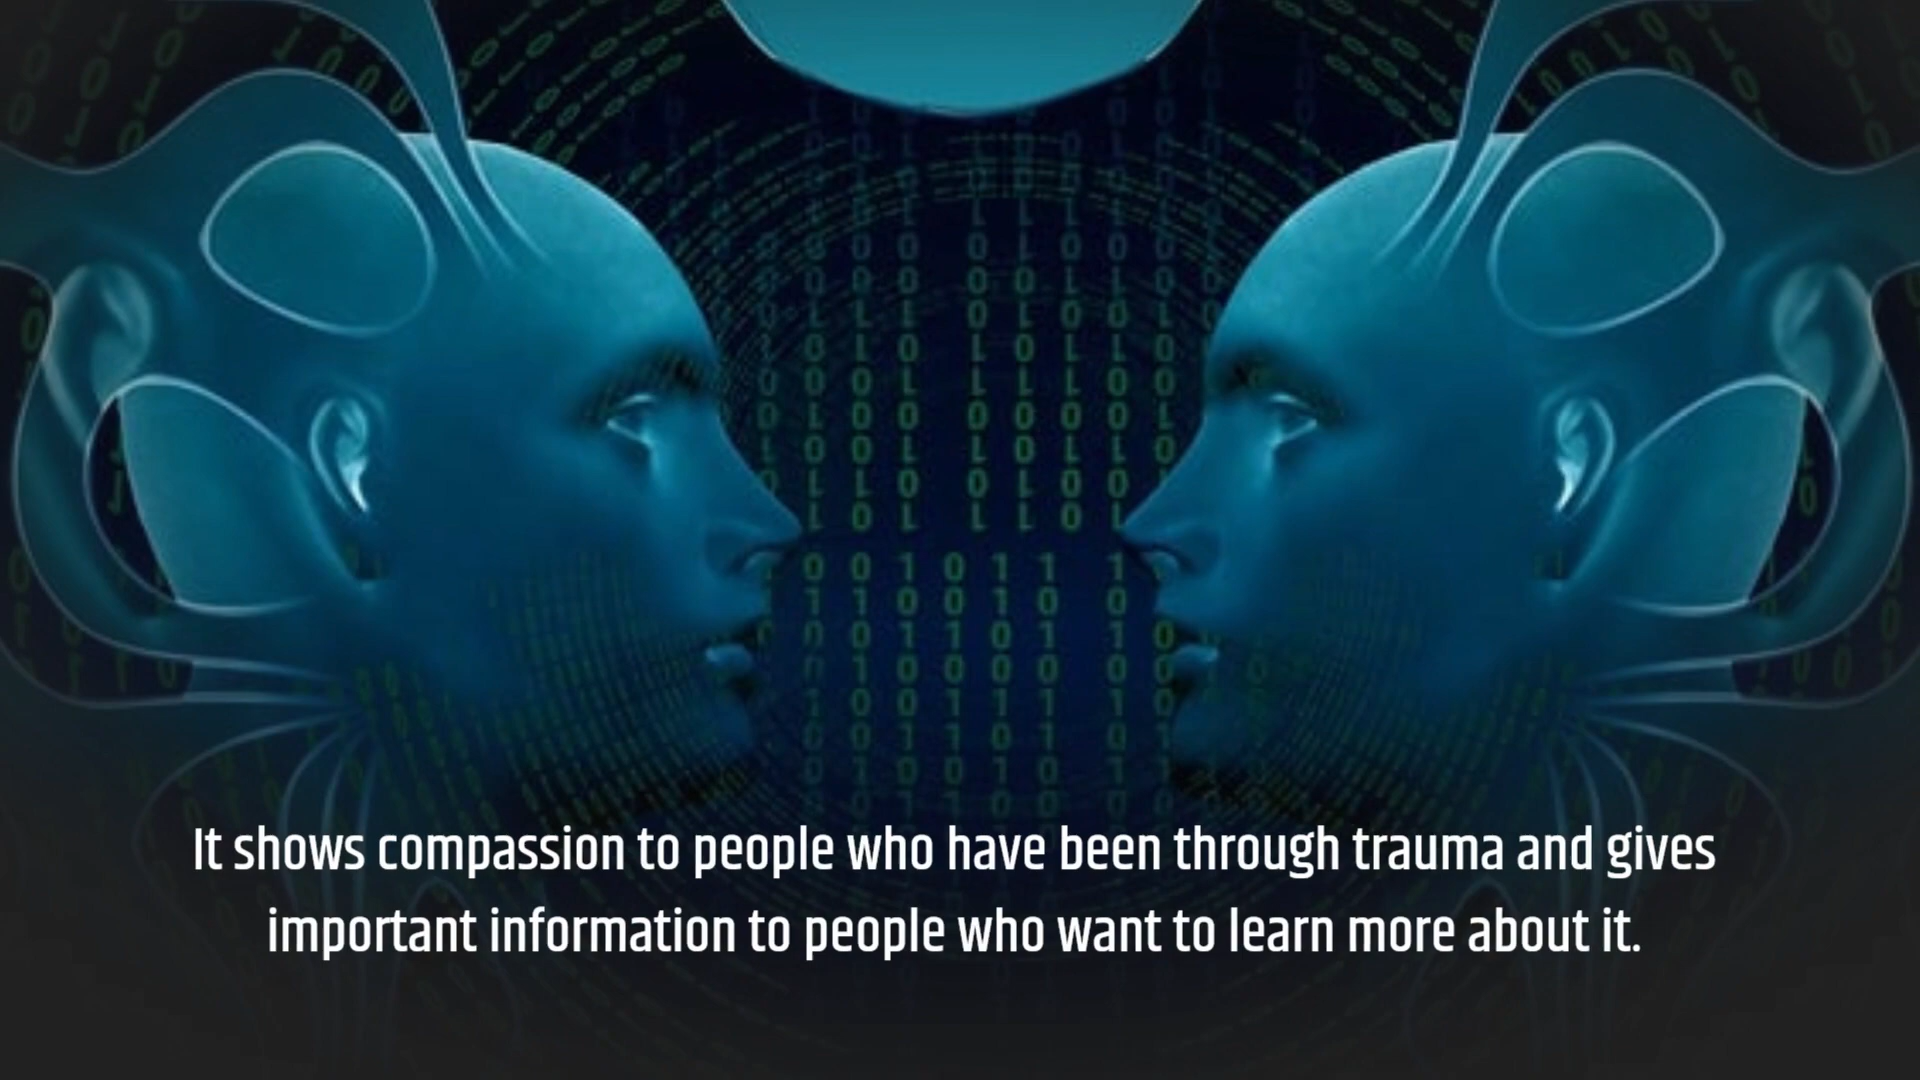 It shows compassion to people who have been through trauma and gives
important information to people who want to learn more about it.